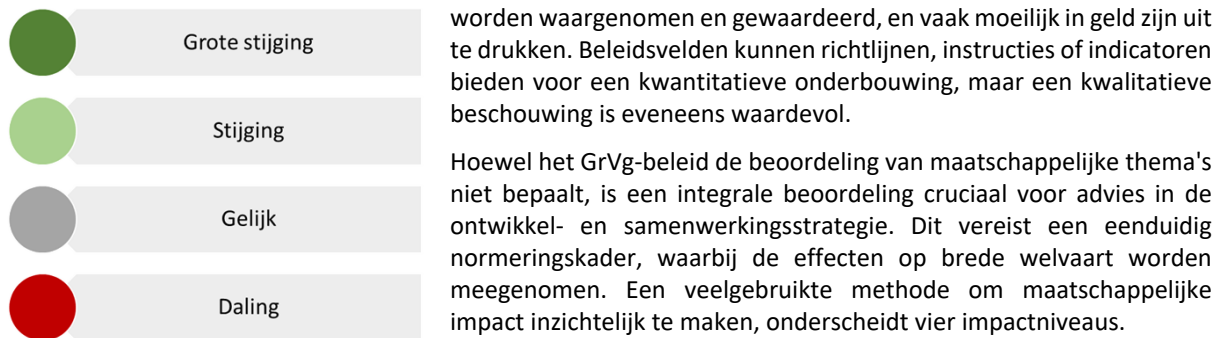 Grote stijging
Stijging
Gelijk
Daling
worden waargenomen en gewaardeerd, en vaak moeilijk in geld zijn uit
te drukken. Beleidsvelden kunnen richtlijnen, instructies of indicatoren
bieden voor een kwantitatieve onderbouwing, maar een kwalitatieve
beschouwing is eveneens waardevol.
Hoewel het GrVg-beleid de beoordeling van maatschappelijke thema's
niet bepaalt, is een integrale beoordeling cruciaal voor advies in de
ontwikkel- en samenwerkingsstrategie. Dit vereist een eenduidig
normeringskader, waarbij de effecten op brede welvaart worden
meegenomen. Een veelgebruikte methode om maatschappelijke
impact inzichtelijk te maken, onderscheidt vier impactniveaus.